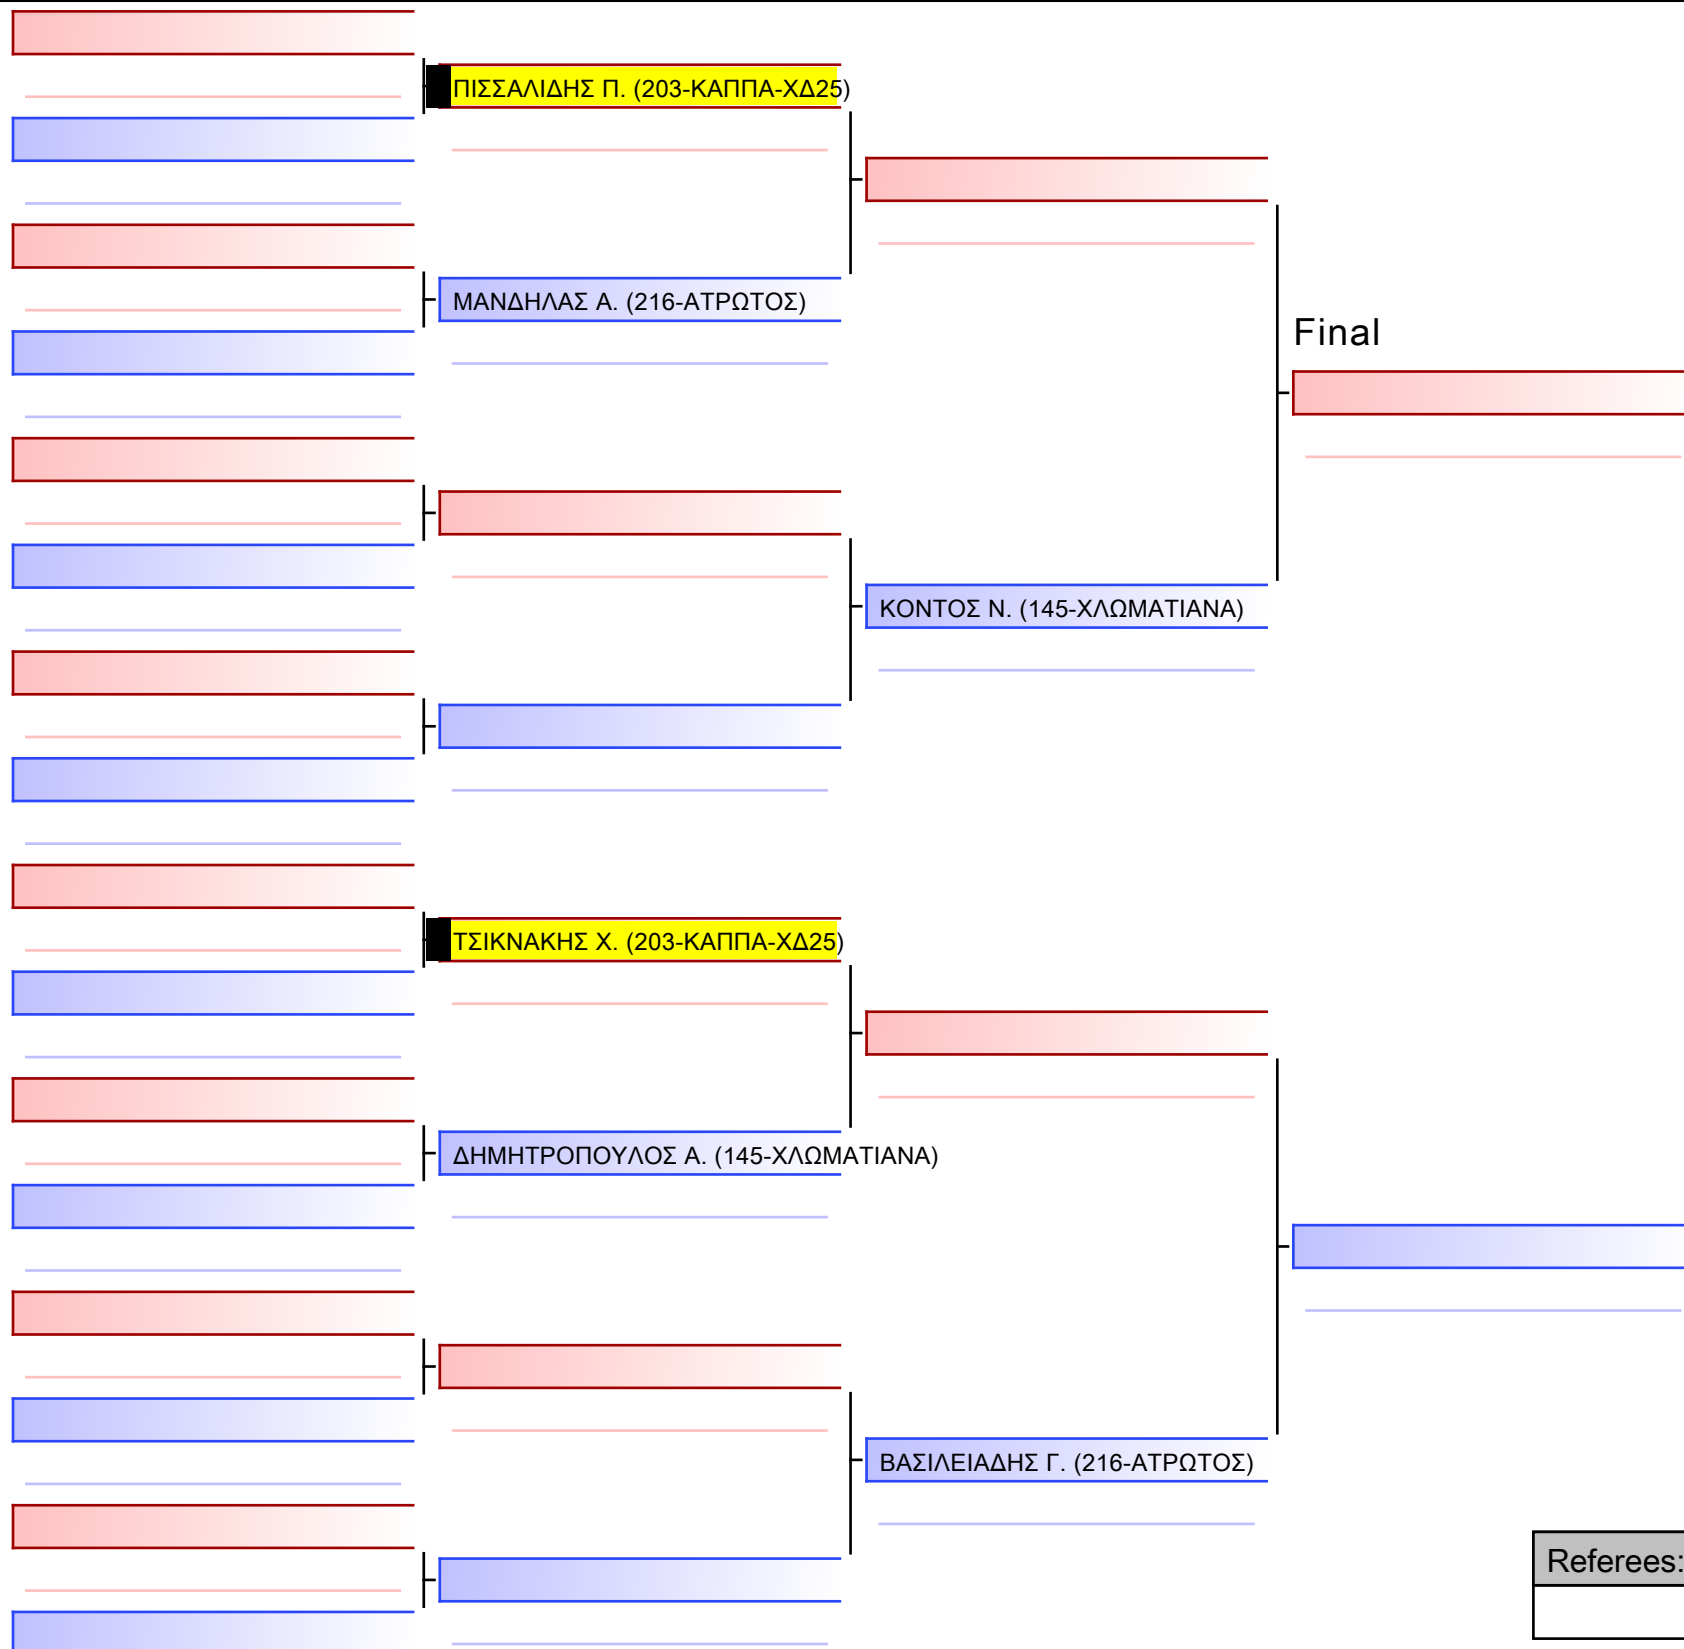 ΠΙΣΣΑΛΙΔΗΣ Π. (203-ΚΑΠΠΑ-ΧΔ25)
ΜΑΝΔΗΛΑΣ Α. (216-ΑΤΡΩΤΟΣ)
Final
ΚΟΝΤΟΣ Ν. (145-ΧΛΩΜΑΤΙΑΝΑ)
ΤΣΙΚΝΑΚΗΣ Χ. (203-ΚΑΠΠΑ-ΧΔ25)
ΔΗΜΗΤΡΟΠΟΥΛΟΣ Α. (145-ΧΛΩΜΑΤΙΑΝΑ)
ΒΑΣΙΛΕΙΑΔΗΣ Γ. (216-ΑΤΡΩΤΟΣ)
Referees: